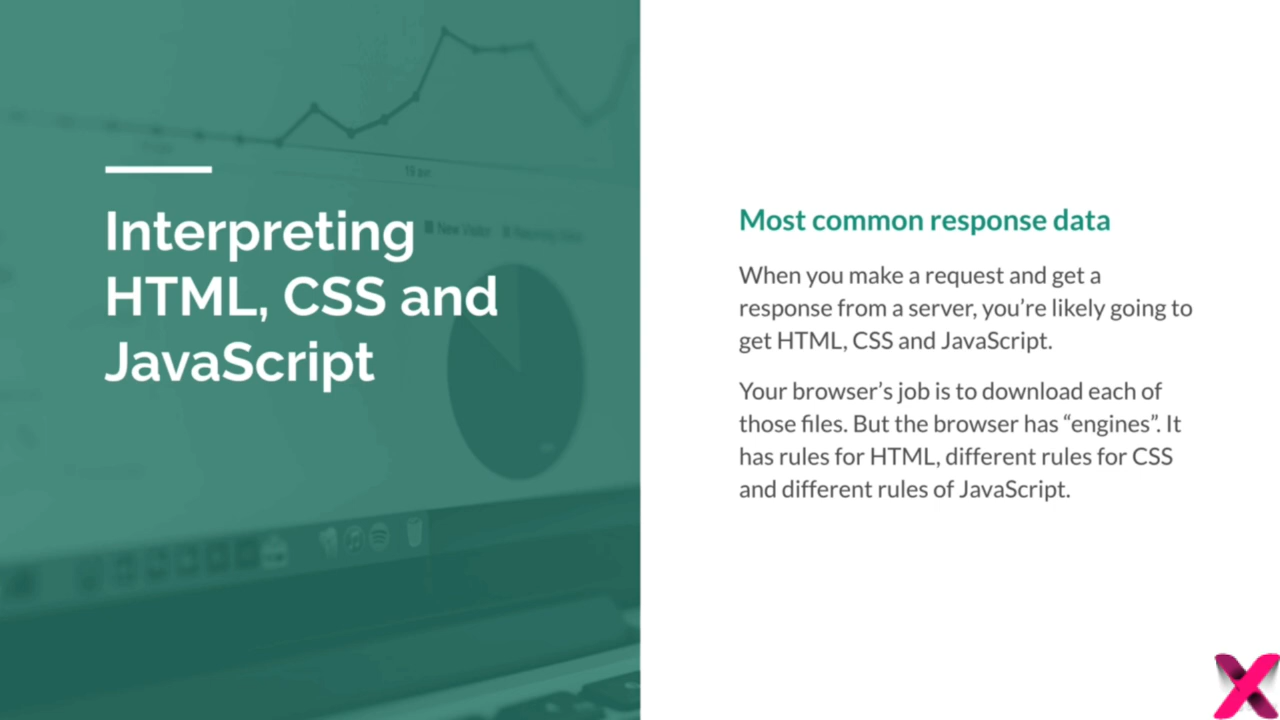 Interpreting
HTML, CSS and
JavaScript
Most common response data
When you make a request and get a
response from a server, you're likely going to
get HTML, CSS and JavaScript.
Your browser's job is to download each of
those files. But the browser has “engines”. It
has rules for HTML, different rules for CSS
and different rules of JavaScript.
New Visitor
X